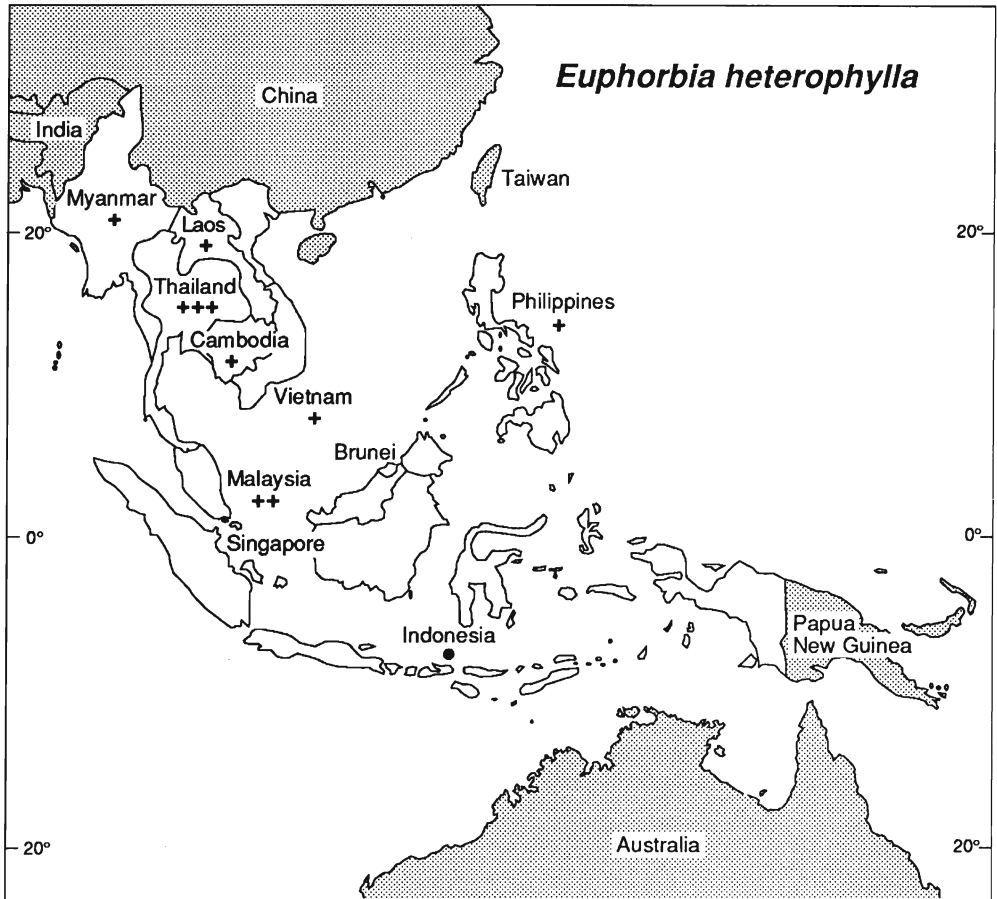 Euphorbia heterophylla
China
India
Taiwan
Myanmar
+
Laos
+
20°
20°
Thailand
+++
Philippines
+
Cambodia
+
Vietnam
+
Brunei
Malaysia
++
0°
0°
Singapore
Indonesia
Papua
New Guinea
Australia
20°
20°